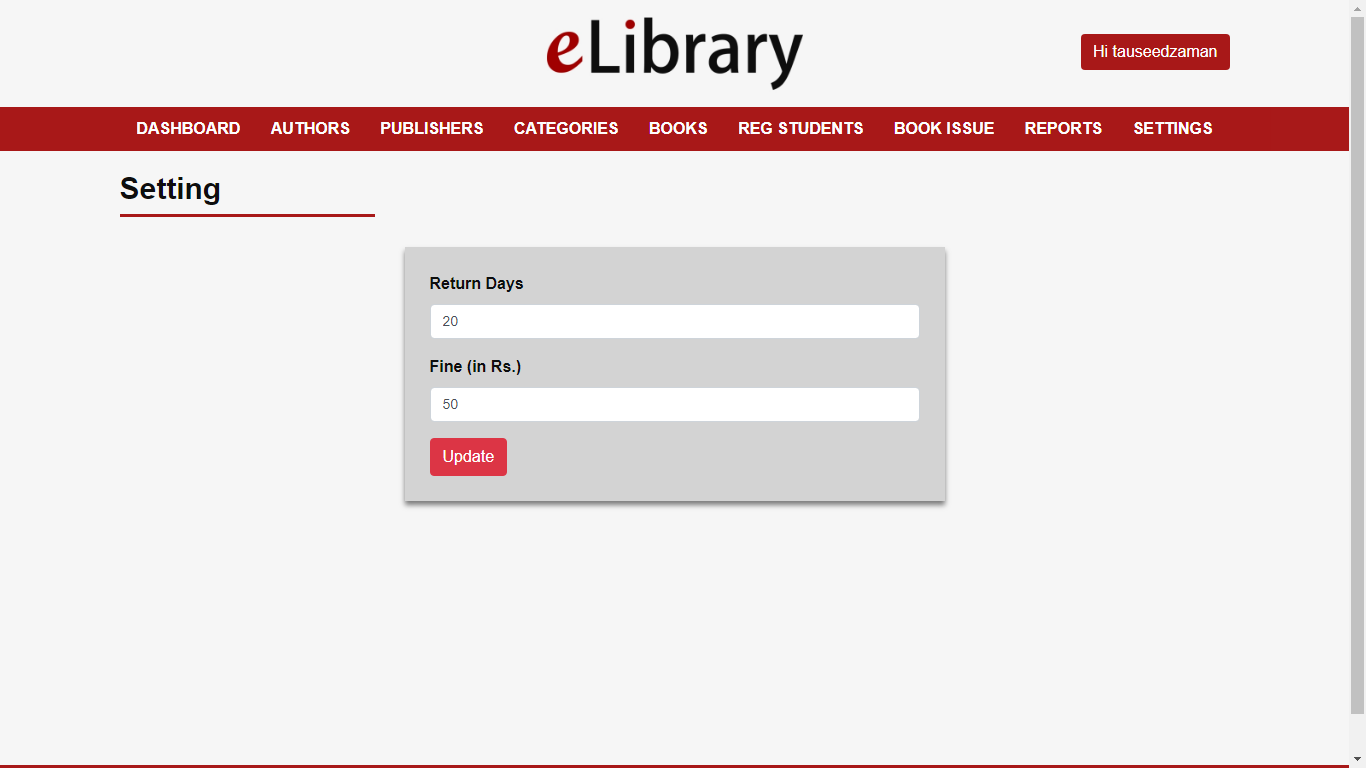 eLibrary
Hi tauseedzaman
DASHBOARD AUTHORS PUBLISHERS CATEGORIES BOOKS REG STUDENTS BOOK ISSUE REPORTS SETTINGS
Setting
Return Days
20
Fine (in Rs.)
50
Update